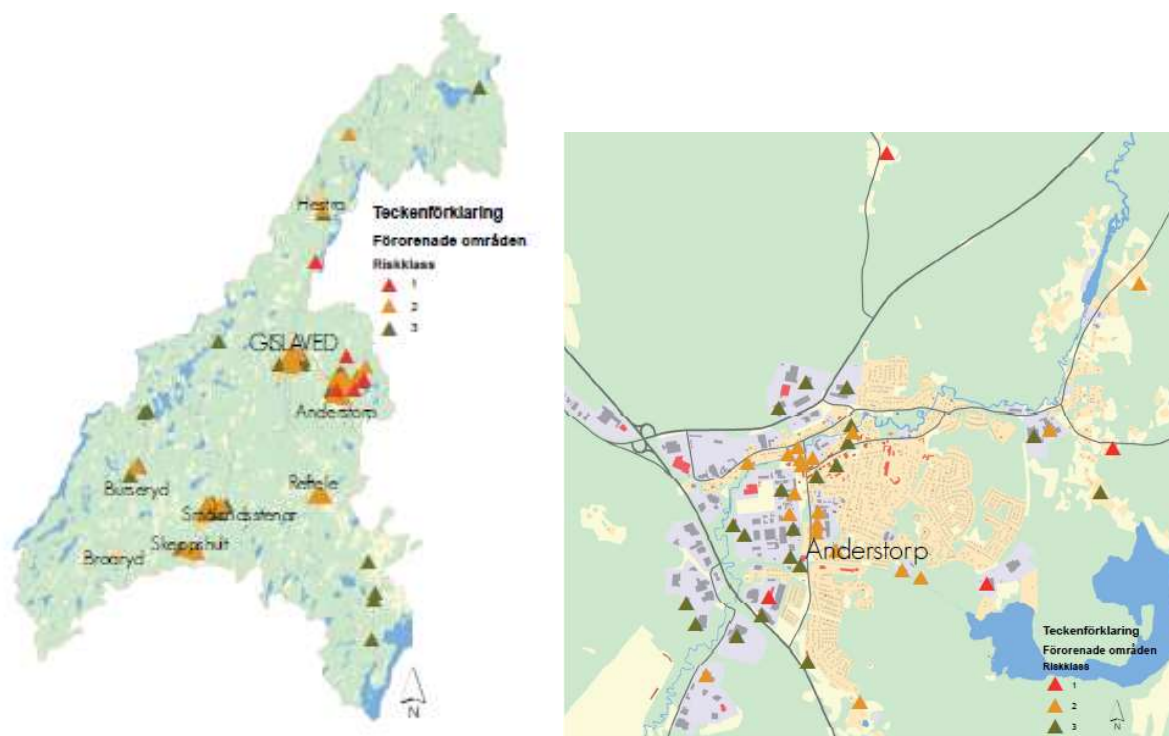 Hestra
Teckenförklaring
Förorenade områden
Riskklass
1
2
3
GISLAVED
Anderstorp
Burseryd
Reftele
Smålandsstenar
Skeppshult
Broaryd
N
Anderstorp
Teckenförklaring
Förorenade områden
Riskklass
1
2
3
N